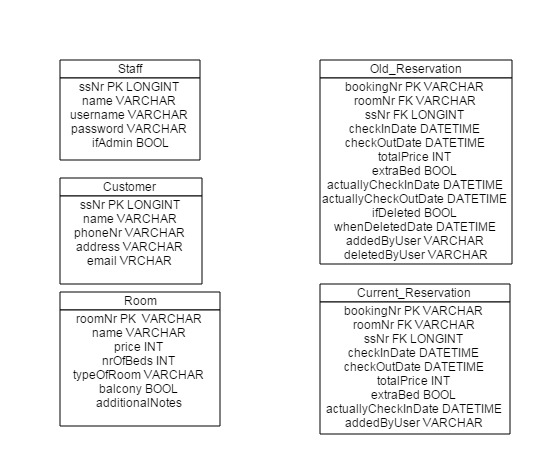 Staff
ssNr PK LONGINT
name VARCHAR
username VARCHAR
password VARCHAR
ifAdmin BOOL
Customer
ssNr PK LONGINT
name VARCHAR
phoneNr VARCHAR
address VARCHAR
email VRCHAR
Room
roomNr PK VARCHAR
name VARCHAR
price INT
nrOfBeds INT
typeOfRoom VARCHAR
balcony BOOL
additionalNotes
Old_Reservation
bookingNr PK VARCHAR
roomNr FK VARCHAR
ssNr FK LONGINT
checkInDate DATETIME
checkOutDate DATETIME
totalPrice INT
extraBed BOOL
actuallyCheckInDate DATETIME
actuallyCheckOutDate DATETIME
ifDeleted BOOL
whenDeletedDate DATETIME
addedByUser VARCHAR
deletedByUser VARCHAR
Current_Reservation
bookingNr PK VARCHAR
roomNr FK VARCHAR
ssNr FK LONGINT
checkInDate DATETIME
checkOutDate DATETIME
totalPrice INT
extraBed BOOL
actuallyCheckInDate DATETIME
addedByUser VARCHAR